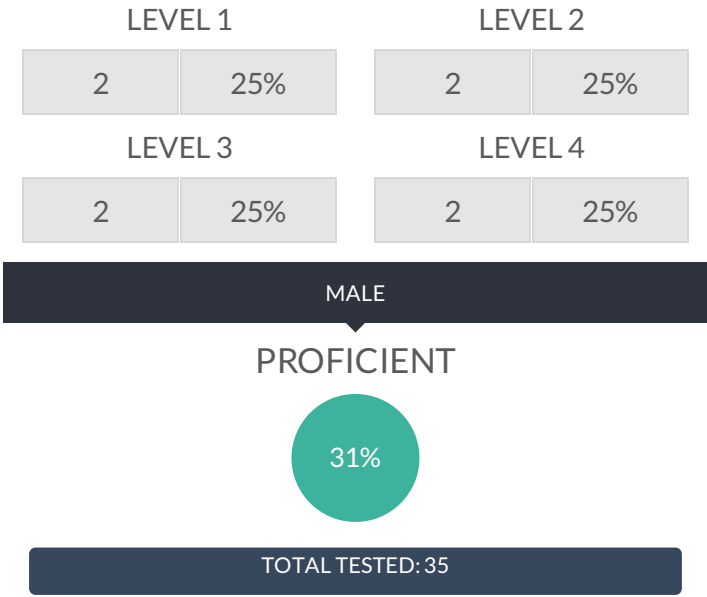 LEVEL 1 LEVEL 2
2 25% 2 25%
LEVEL 3 LEVEL 4
2 25% 2 25%
MALE
PROFICIENT
31%
TOTAL TESTED: 35